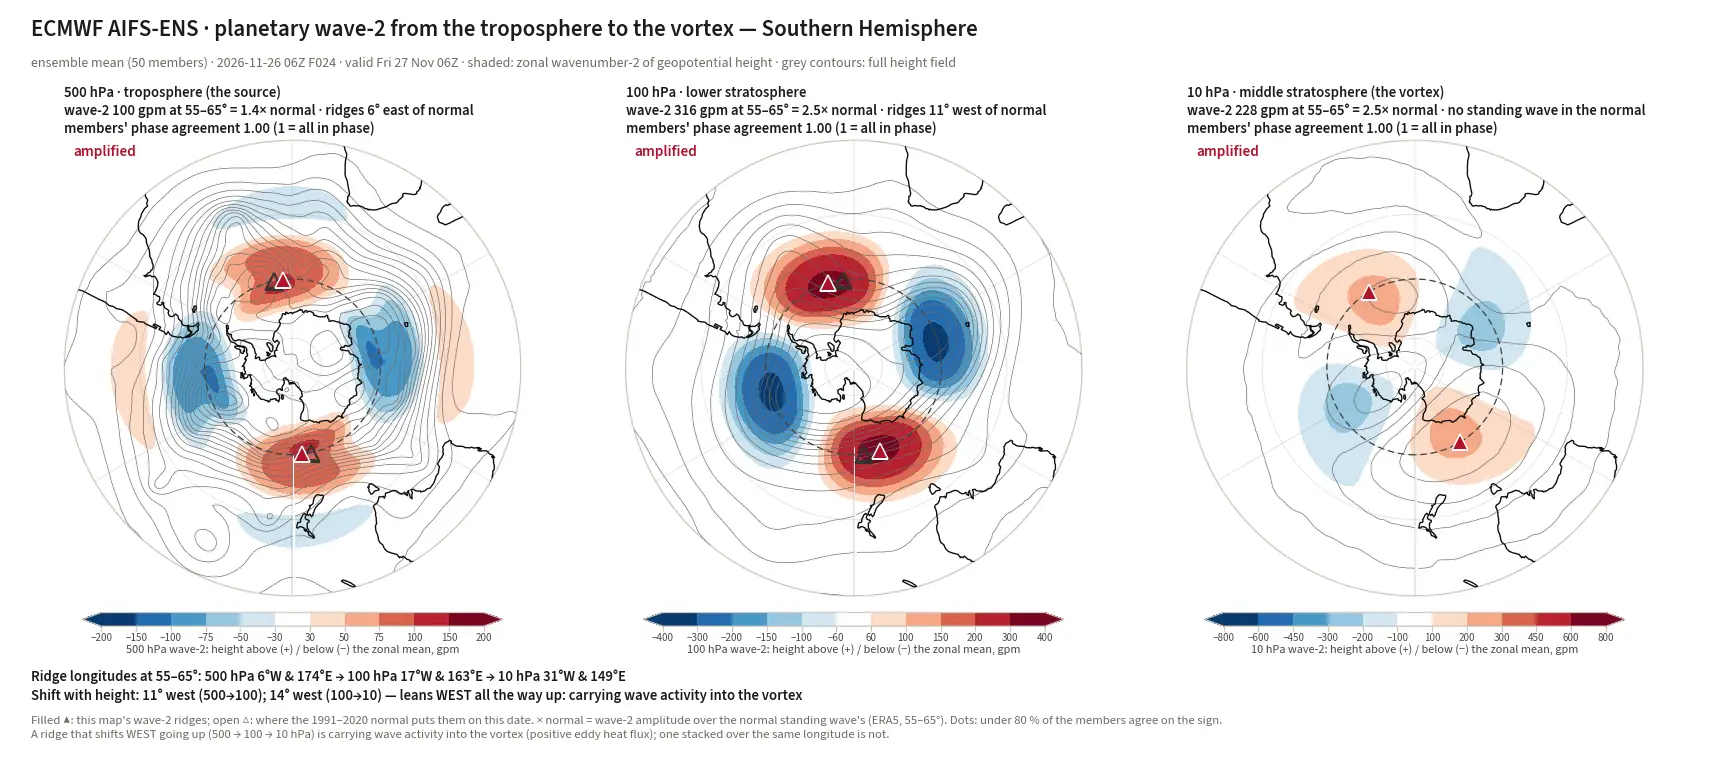 ECMWF AIFS-ENS · planetary wave-2 from the troposphere to the vortex — Southern Hemisphere
ensemble mean (50 members) · 2026-11-26 06Z F024 · valid Fri 27 Nov 06Z · shaded: zonal wavenumber-2 of geopotential height · grey contours: full height field
500 hPa · troposphere (the source)
wave-2 100 gpm at 55–65° = 1.4× normal · ridges 6° east of normal
members' phase agreement 1.00 (1 = all in phase)
amplified
100 hPa · lower stratosphere
wave-2 316 gpm at 55–65° = 2.5× normal · ridges 11° west of normal
members' phase agreement 1.00 (1 = all in phase)
amplified
10 hPa · middle stratosphere (the vortex)
wave-2 228 gpm at 55–65° = 2.5× normal · no standing wave in the normal
members' phase agreement 1.00 (1 = all in phase)
amplified
−200 −150 −100 −75 −50 −30 30 50 75 100 150 200
500 hPa wave-2: height above (+) / below (−) the zonal mean, gpm
−400 −300 −200 −150 −100 −60 60 100 150 200 300 400
100 hPa wave-2: height above (+) / below (−) the zonal mean, gpm
−800 −600 −450 −300 −200 −100 100 200 300 450 600 800
10 hPa wave-2: height above (+) / below (−) the zonal mean, gpm
Ridge longitudes at 55–65°: 500 hPa 6°W & 174°E → 100 hPa 17°W & 163°E → 10 hPa 31°W & 149°E
Shift with height: 11° west (500→100); 14° west (100→10) — leans WEST all the way up: carrying wave activity into the vortex
Filled ▲: this map's wave-2 ridges; open △: where the 1991–2020 normal puts them on this date. × normal = wave-2 amplitude over the normal standing wave's (ERA5, 55–65°). Dots: under 80 % of the members agree on the sign.
A ridge that shifts WEST going up (500 → 100 → 10 hPa) is carrying wave activity into the vortex (positive eddy heat flux); one stacked over the same longitude is not.